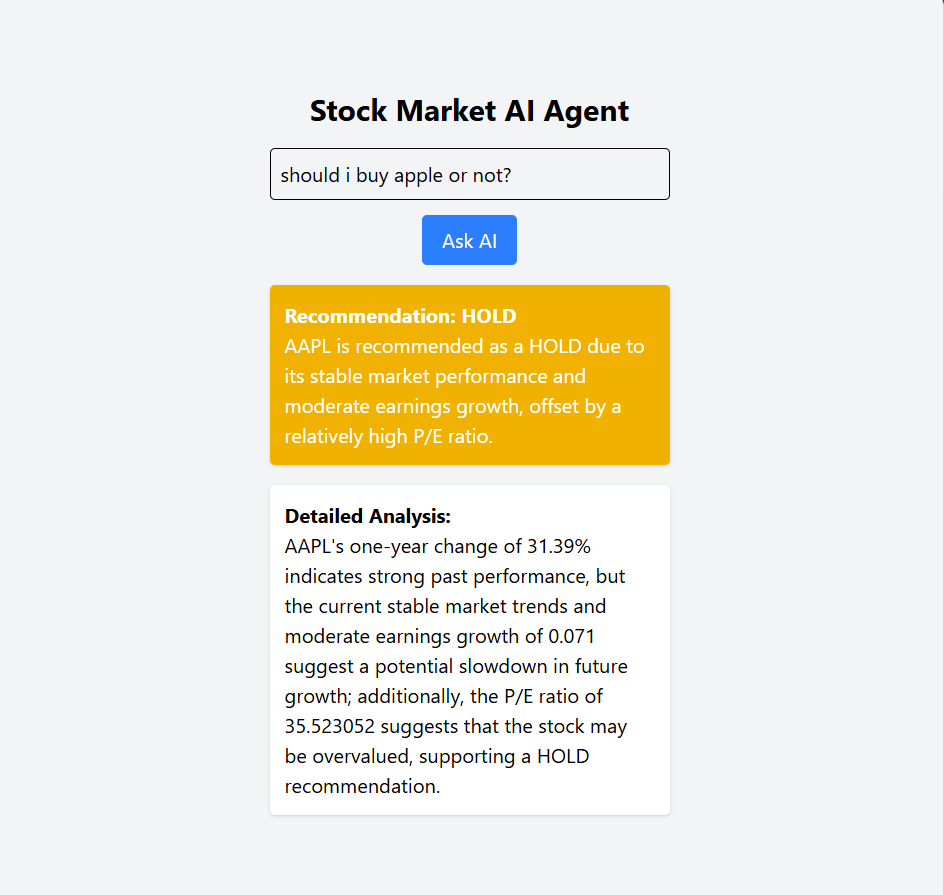 Stock Market AI Agent
should i buy apple or not?
Ask AI
Recommendation: HOLD
AAPL is recommended as a HOLD due to
its stable market performance and
moderate earnings growth, offset by a
relatively high P/E ratio.
Detailed Analysis:
AAPL's one-year change of 31.39%
indicates strong past performance, but
the current stable market trends and
moderate earnings growth of 0.071
suggest a potential slowdown in future
growth; additionally, the P/E ratio of
35.523052 suggests that the stock may
be overvalued, supporting a HOLD
recommendation.